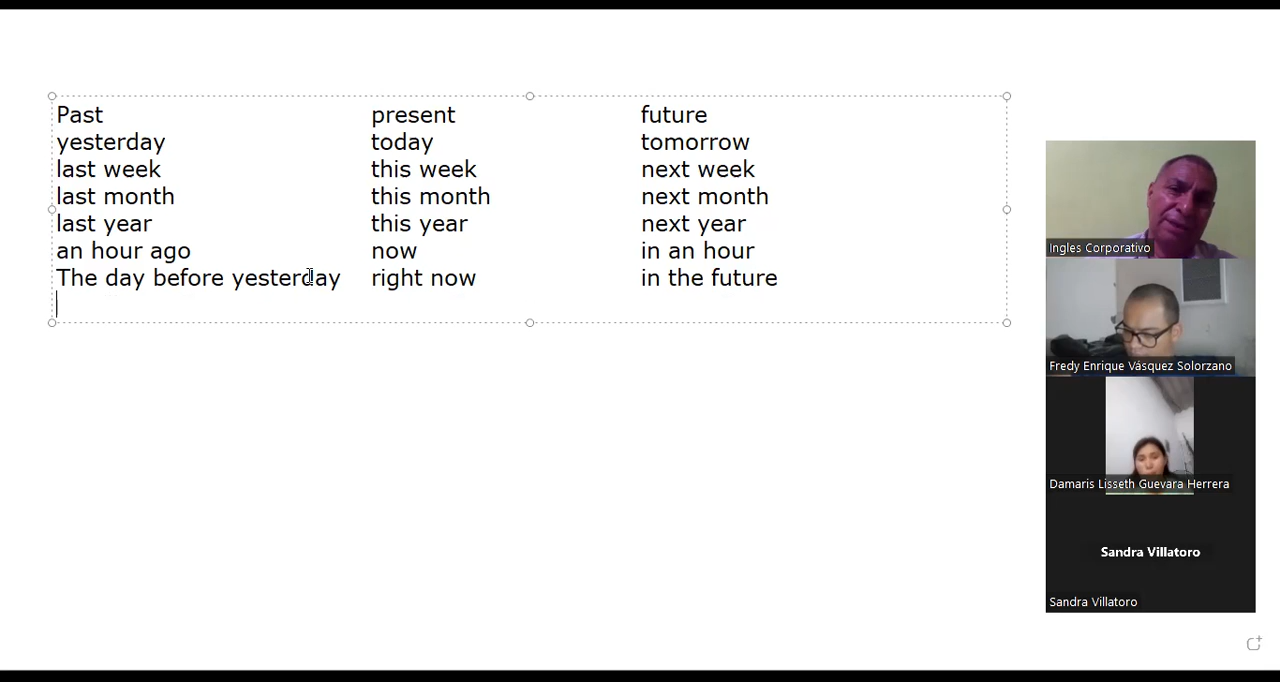 Past present future
yesterday today tomorrow
last week this week next week
last month this month next month
last year this year next year
an hour ago now in an hour
The day before yesterday right now in the future
Ingles Corporativo
Fredy Enrique Vásquez Solorzano
Damaris Lisseth Guevara Herrera
Sandra Villatoro
Sandra Villatoro